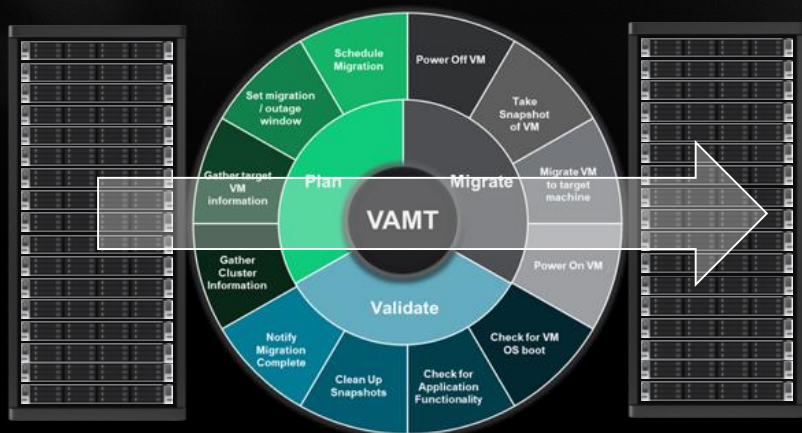 Schedule
Migration
Power Off VM
Set migration
/ outage
window
Take
Snapshot
of VM
Gather target
VM
information
Plan
Migrate
Migrate VM
to target
machine
VAMT
Gather
Cluster
Information
Power On VM
Validate
Notify
Migration
Complete
Check for VM
OS boot
Clean Up
Snapshots
Check for
Application
Functionality